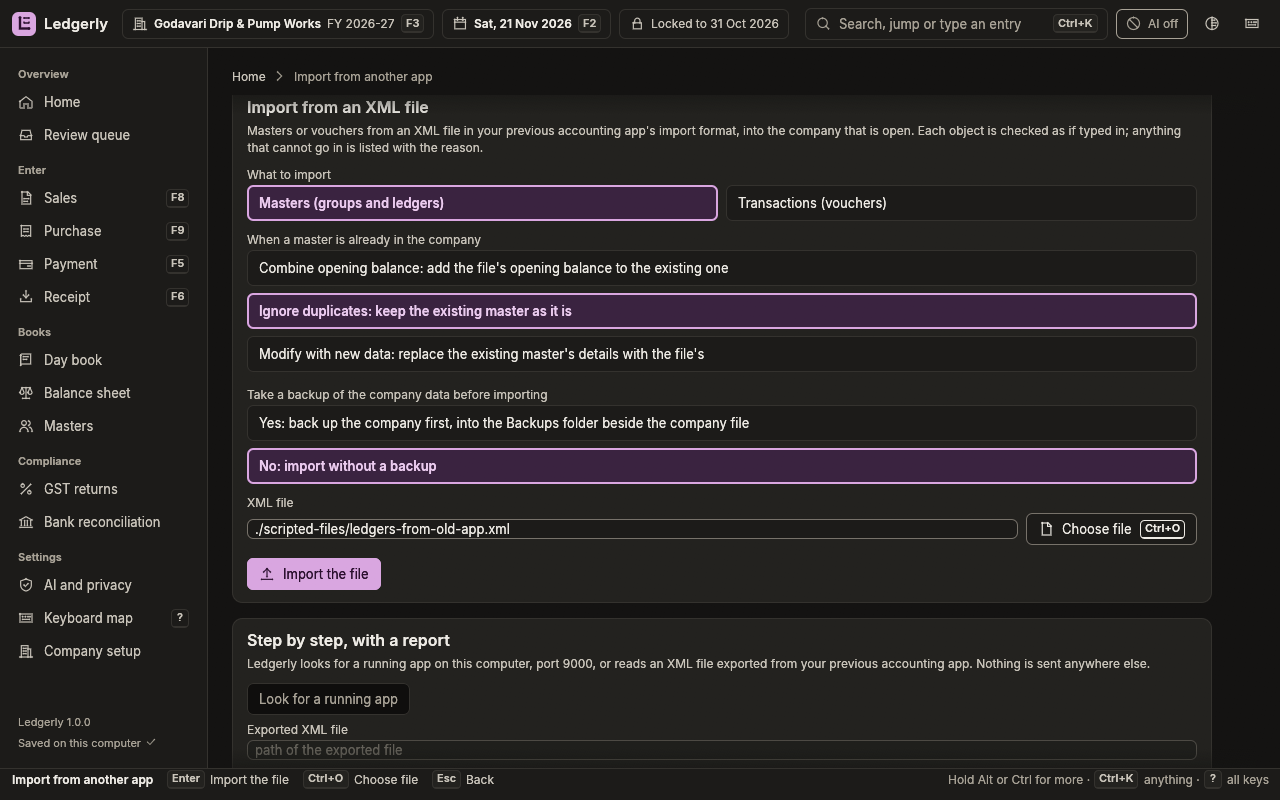 Ledgerly
Godavari Drip & Pump Works FY 2026-27 F3
Sat, 21 Nov 2026 F2
Locked to 31 Oct 2026
Search, jump or type an entry Ctrl+K
AI off
Overview
Home
Review queue
Enter
Sales F8
Purchase F9
Payment F5
Receipt F6
Books
Day book
Balance sheet
Masters
Compliance
GST returns
Bank reconciliation
Settings
AI and privacy
Keyboard map ?
Company setup
Ledgerly 1.0.0
Saved on this computer
Home Import from another app
Import from an XML file
Masters or vouchers from an XML file in your previous accounting app's import format, into the company that is open. Each object is checked as if typed in; anything
that cannot go in is listed with the reason.
What to import
Masters (groups and ledgers) Transactions (vouchers)
When a master is already in the company
Combine opening balance: add the file's opening balance to the existing one
Ignore duplicates: keep the existing master as it is
Modify with new data: replace the existing master's details with the file's
Take a backup of the company data before importing
Yes: back up the company first, into the Backups folder beside the company file
No: import without a backup
XML file
./scripted-files/ledgers-from-old-app.xml Choose file Ctrl+O
Import the file
Step by step, with a report
Ledgerly looks for a running app on this computer, port 9000, or reads an XML file exported from your previous accounting app. Nothing is sent anywhere else.
Look for a running app
Exported XML file
path of the exported file
Import from another app Enter Import the file Ctrl+O Choose file Esc Back
Hold Alt or Ctrl for more · Ctrl+K anything · ? all keys